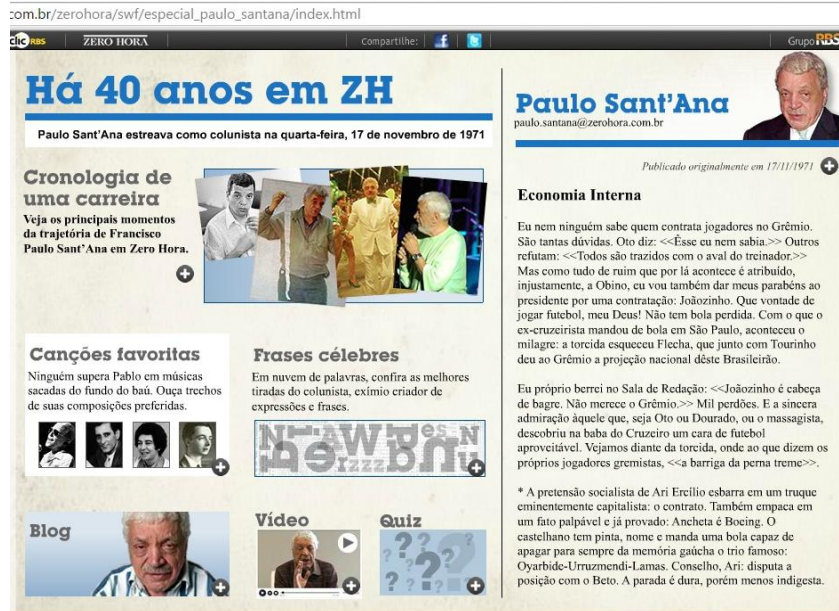 com.br/zerohora/swf/especial_paulo_santana/index.html
clic RBS
ZERO HORA
Compartilhe:
Grupo RBS
Há 40 anos em ZH
Paulo Sant'Ana estreava como colunista na quarta-feira, 17 de novembro de 1971
Cronologia de
uma carreira
Veja os principais momentos
da trajetória de Francisco
Paulo Sant'Ana em Zero Hora.
Canções favoritas
Ninguém supera Pablo em músicas
sacadas do fundo do baú. Ouça trechos
de suas composições preferidas.
Frases célebres
Em nuvem de palavras, confira as melhores
tiradas do colunista, exímio criador de
expressões e frases.
Blog
Vídeo
Quiz
Paulo Sant'Ana
paulo.santana@zerohora.com.br
Publicado originalmente em 17/11/1971
Economia Interna
Eu nem ninguém sabe quem contrata jogadores no Grêmio.
São tantas dúvidas. Oto diz: <<Êsse eu nem sabia.>> Outros
refutam: <<Todos são trazidos com o aval do treinador.>>
Mas como tudo de ruim que por lá acontece é atribuído,
injustamente, a Obino, eu vou também dar meus parabéns ao
presidente por uma contratação: Joãozinho. Que vontade de
jogar futebol, meu Deus! Não tem bola perdida. Com o que o
ex-cruzeirista mandou de bola em São Paulo, aconteceu o
milagre: a torcida esqueceu Flecha, que junto com Tourinho
deu ao Grêmio a projeção nacional dêste Brasileirão.
Eu próprio berrei no Sala de Redação: <<Joãozinho é cabeça
de bagre. Não merece o Grêmio.>> Mil perdões. E a sincera
admiração àquele que, seja Oto ou Dourado, ou o massagista,
descobriu na baba do Cruzeiro um cara de futebol
aproveitável. Vejamos diante da torcida, onde ao que dizem os
próprios jogadores gremistas, <<a barriga da perna treme>>.
* A pretensão socialista de Ari Ercílio esbarra em um truque
eminentemente capitalista: o contrato. Também empaca em
um fato palpável e já provado: Ancheta é Boeing. O
castelhano tem pinta, nome e manda uma bola capaz de
apagar para sempre da memória gaúcha o trio famoso:
Oyarbide-Urruzmendi-Lamas. Conselho, Ari: disputa a
posição com o Beto. A parada é dura, porém menos indigesta.